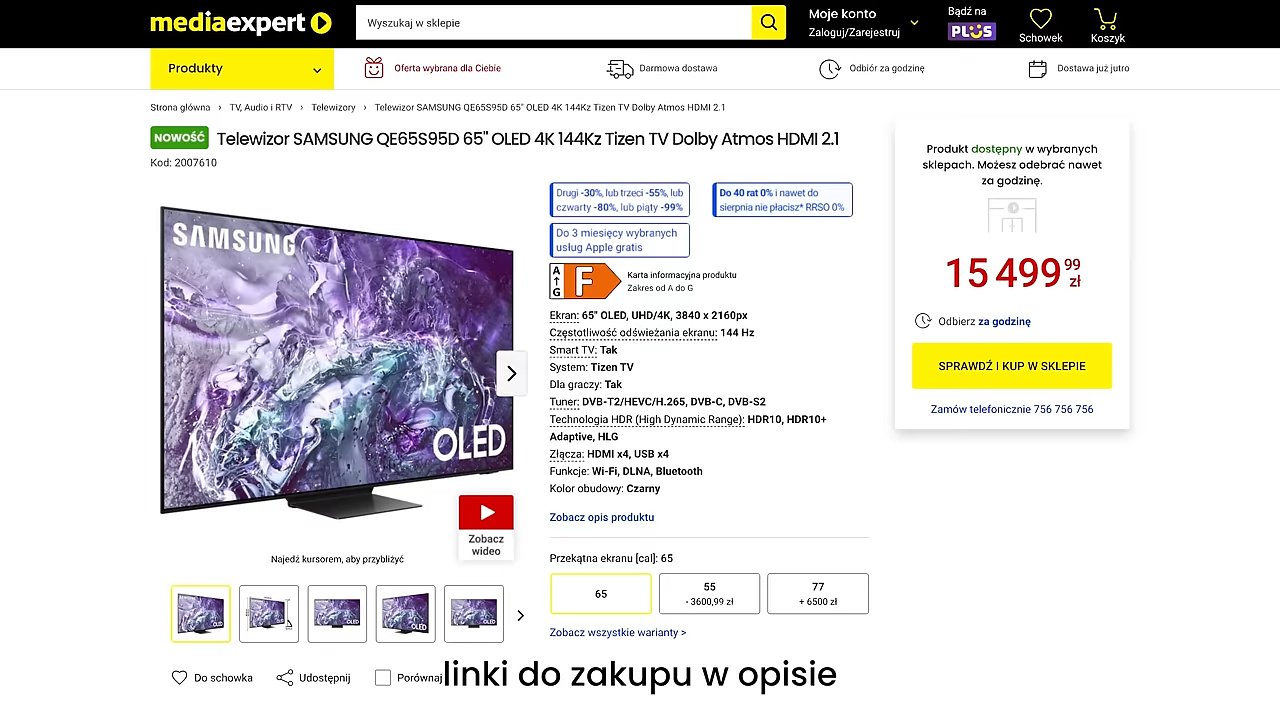 mediaexpert
Wyszukaj w sklepie
Moje konto
Zaloguj/Zarejestruj
Bądź na
PLUS
Schowek
Koszyk
Produkty
Oferta wybrana dla Ciebie
Darmowa dostawa
Odbiór za godzinę
Dostawa już jutro
Strona główna › TV, Audio i RTV › Telewizory › Telewizor SAMSUNG QE65S95D 65" OLED 4K 144Kz Tizen TV Dolby Atmos HDMI 2.1
NOWOŚĆ Telewizor SAMSUNG QE65S95D 65" OLED 4K 144Kz Tizen TV Dolby Atmos HDMI 2.1
Kod: 2007610
SAMSUNG
OLED
Zobacz
wideo
Najedź kursorem, aby przybliżyć
Do schowka
Udostępnij
Porównaj
Drugi -30%, lub trzeci -55%, lub
czwarty -80%, lub piąty -99%
Do 40 rat 0% i nawet do
sierpnia nie płacisz* RRSO 0%
Do 3 miesięcy wybranych
usług Apple gratis
A
↑
G
F
Karta informacyjna produktu
Zakres od A do G
Ekran: 65" OLED, UHD/4K, 3840 x 2160px
Częstotliwość odświeżania ekranu: 144 Hz
Smart TV: Tak
System: Tizen TV
Dla graczy: Tak
Tuner: DVB-T2/HEVC/H.265, DVB-C, DVB-S2
Technologia HDR (High Dynamic Range): HDR10, HDR10+
Adaptive, HLG
Złącza: HDMI x4, USB x4
Funkcje: Wi-Fi, DLNA, Bluetooth
Kolor obudowy: Czarny
Zobacz opis produktu
Przekątna ekranu [cal]: 65
65
55
- 3600,99 zł
77
+ 6500 zł
Zobacz wszystkie warianty >
Produkt dostępny w wybranych
sklepach. Możesz odebrać nawet
za godzinę.
15 499 99 zł
Odbierz za godzinę
SPRAWDŹ I KUP W SKLEPIE
Zamów telefonicznie 756 756 756
linki do zakupu w opisie